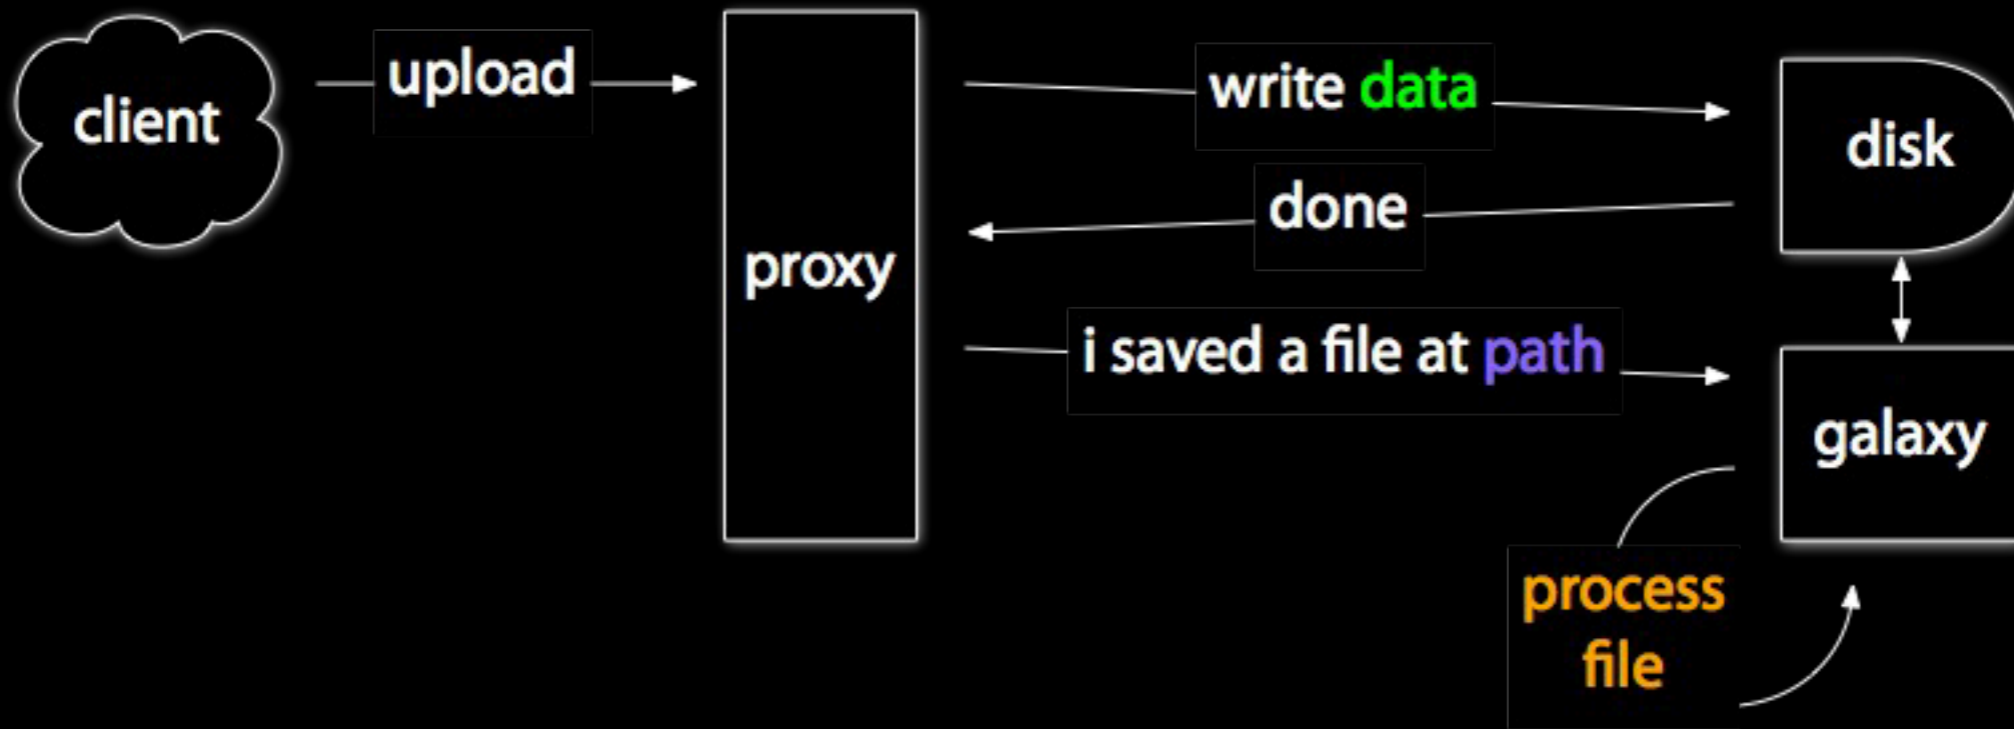 client
upload
proxy
write data
done
i saved a file at path
disk
galaxy
process
file